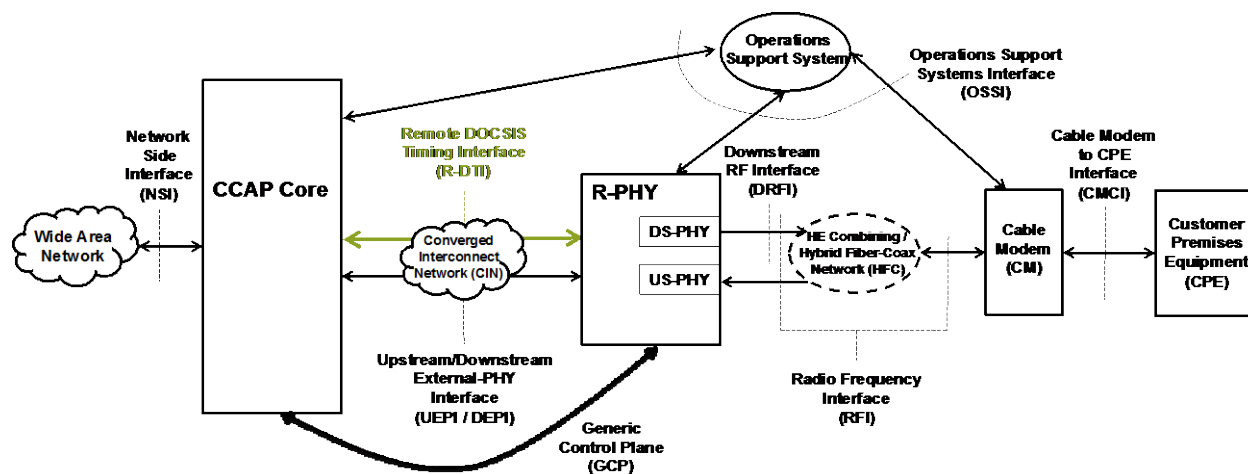 Operations
Support System
Operations Support
Systems Interface
(OSSI)
Network
Side
Interface
(NSI)
Remote DOCSIS
Timing Interface
(R-DTI)
Downstream
RF Interface
(DRFI)
Cable Modem
to CPE
Interface
(CMCI)
CCAP Core
R-PHY
Wide Area
Network
Converged
Interconnect
Network (CIN)
DS-PHY
US-PHY
HE Combining /
Hybrid Fiber-Coax
Network (HFC)
Cable
Modem
(CM)
Customer
Premises
Equipment
(CPE)
Upstream/Downstream
External-PHY
Interface
(UEPI / DEPI)
Radio Frequency
Interface
(RFI)
Generic
Control Plane
(GCP)